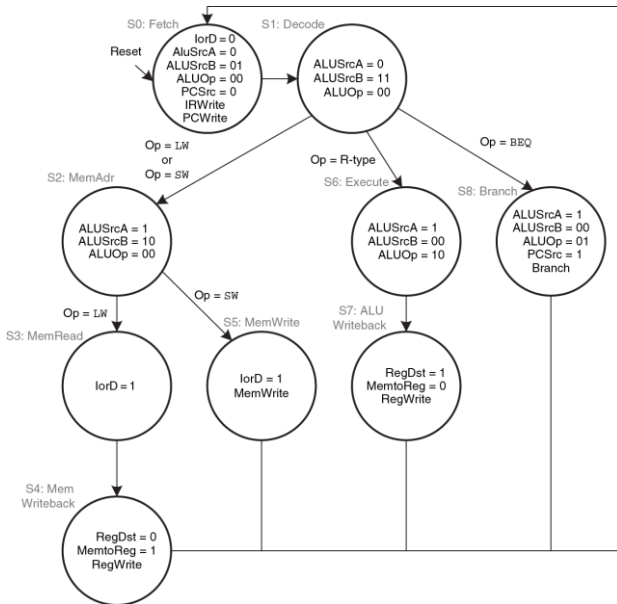 S0: Fetch
S1: Decode
Reset
IorD = 0
AluSrcA = 0
ALUSrcB = 01
ALUOp = 00
PCSrc = 0
IRWrite
PCWrite
ALUSrcA = 0
ALUSrcB = 11
ALUOp = 00
Op = LW
or
Op = SW
Op = R-type
Op = BEQ
S2: MemAdr
S6: Execute
S8: Branch
ALUSrcA = 1
ALUSrcB = 10
ALUOp = 00
ALUSrcA = 1
ALUSrcB = 00
ALUOp = 10
ALUSrcA = 1
ALUSrcB = 00
ALUOp = 01
PCSrc = 1
Branch
Op = LW
Op = SW
S3: MemRead
S5: MemWrite
S7: ALU
Writeback
IorD = 1
IorD = 1
MemWrite
RegDst = 1
MemtoReg = 0
RegWrite
S4: Mem
Writeback
RegDst = 0
MemtoReg = 1
RegWrite